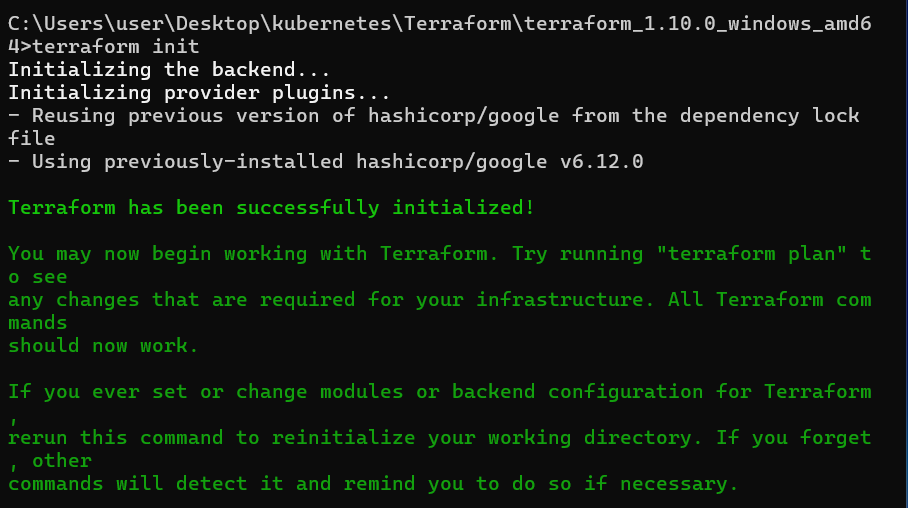 C:\Users\user\Desktop\kubernetes\Terraform\terraform_1.10.0_windows_amd6
4>terraform init
Initializing the backend...
Initializing provider plugins...
- Reusing previous version of hashicorp/google from the dependency lock
file
- Using previously-installed hashicorp/google v6.12.0
Terraform has been successfully initialized!
You may now begin working with Terraform. Try running "terraform plan" t
o see
any changes that are required for your infrastructure. All Terraform com
mands
should now work.
If you ever set or change modules or backend configuration for Terraform
,
rerun this command to reinitialize your working directory. If you forget
, other
commands will detect it and remind you to do so if necessary.